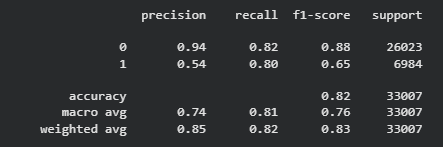 precision recall f1-score support
0 0.94 0.82 0.88 26023
1 0.54 0.80 0.65 6984
accuracy 0.82 33007
macro avg 0.74 0.81 0.76 33007
weighted avg 0.85 0.82 0.83 33007